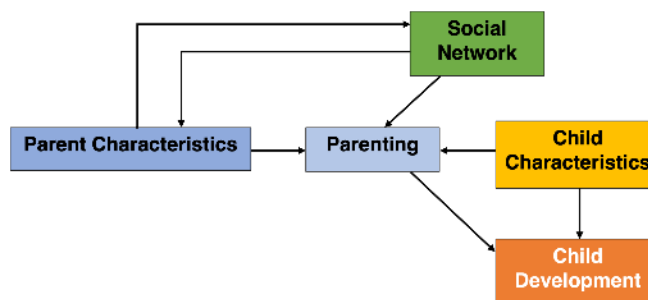 Social
Network
Parent Characteristics
Parenting
Child
Characteristics
Child
Development